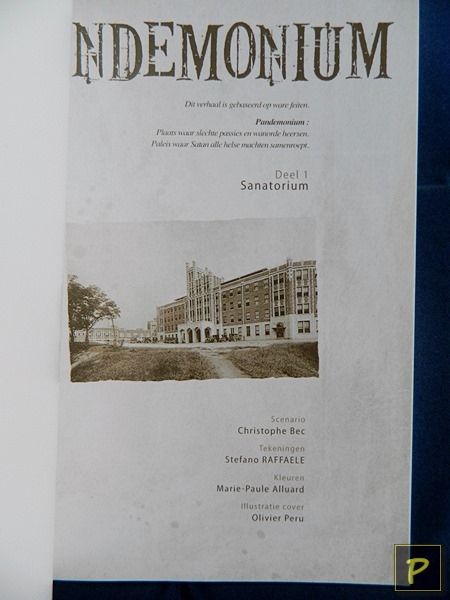 NDEMONIUM
Dit verhaal is gebaseerd op ware feiten.
Pandemonium :
Plaats waar slechte passies en wanorde heersen.
Paleis waar Satan alle helse machten samenroept.
Deel 1
Sanatorium
Scenario
Christophe Bec
Tekeningen
Stefano RAFFAELE
Kleuren
Marie-Paule Alluard
Illustratie cover
Olivier Peru
P